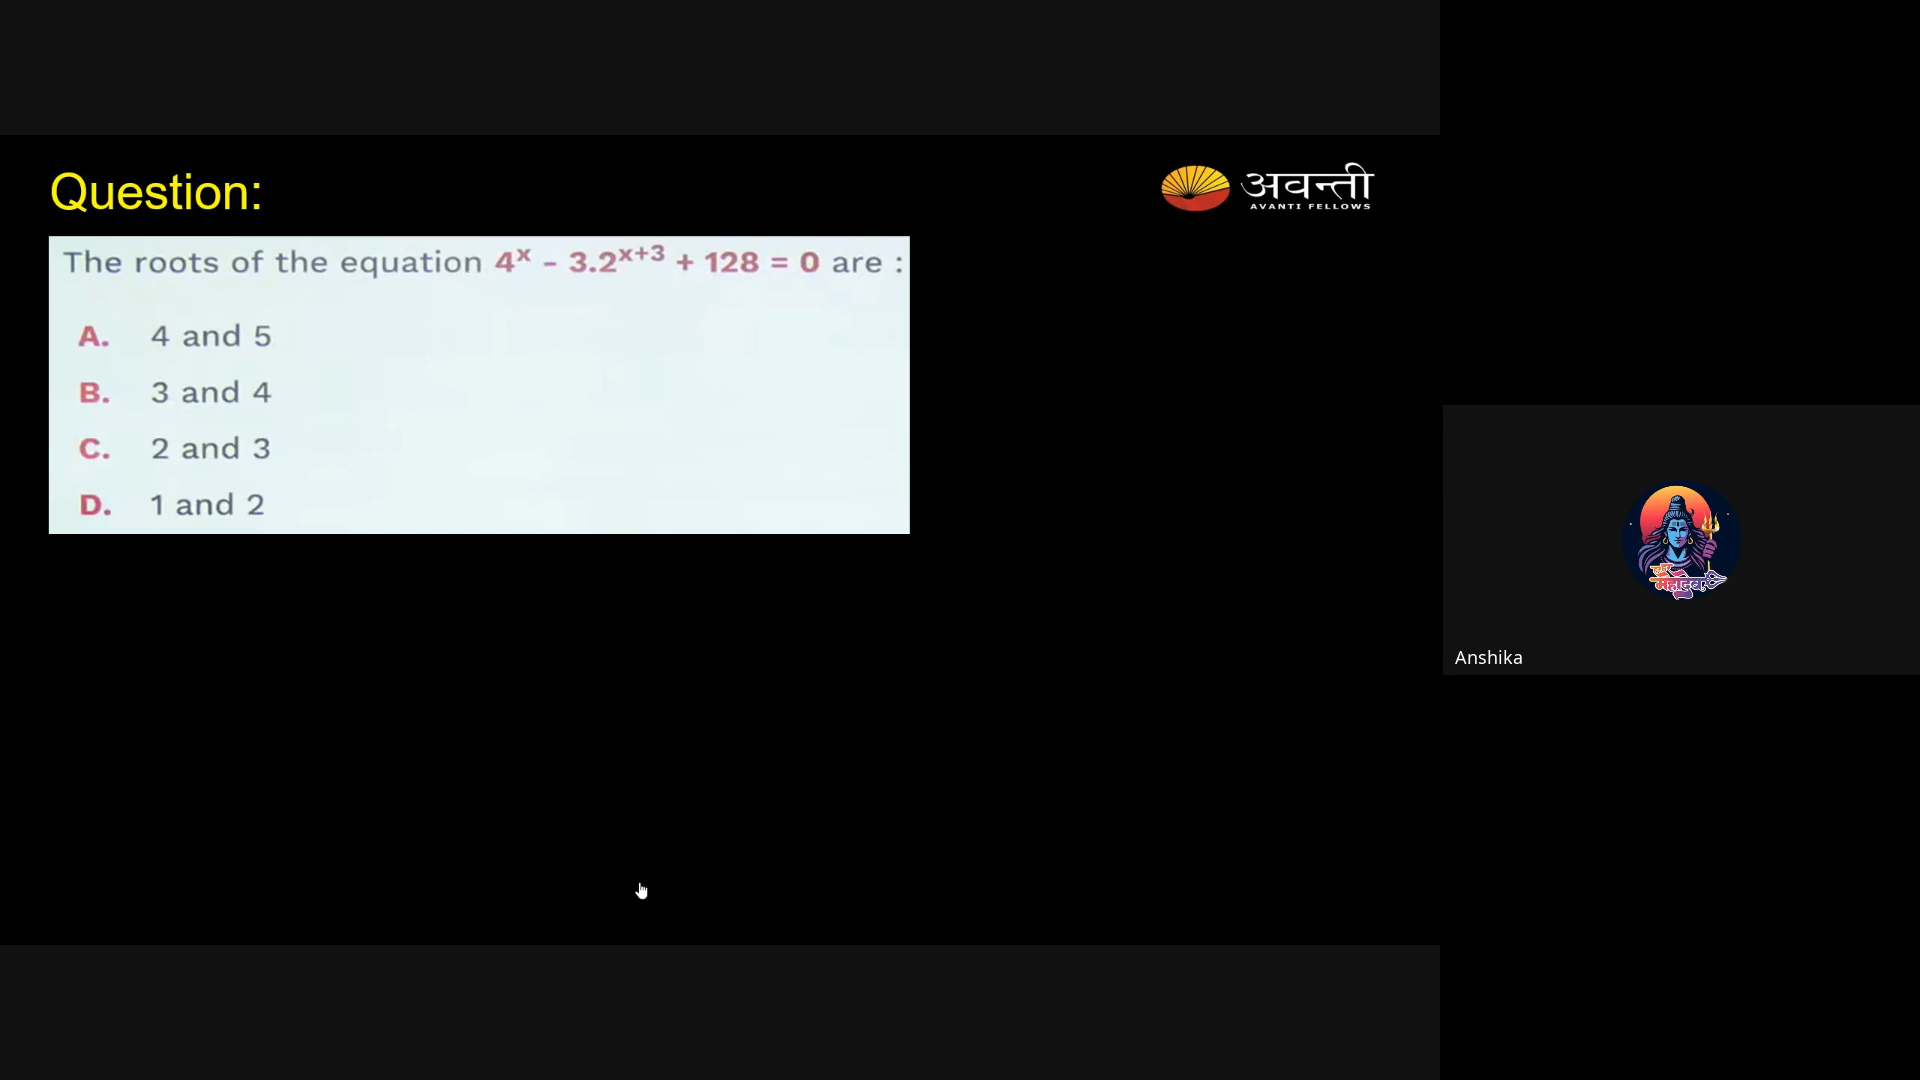 Question:
अवन्ती
AVANTI FELLOWS
The roots of the equation 4ˣ - 3.2ˣ⁺³ + 128 = 0 are :
A. 4 and 5
B. 3 and 4
C. 2 and 3
D. 1 and 2
महादेव
Anshika